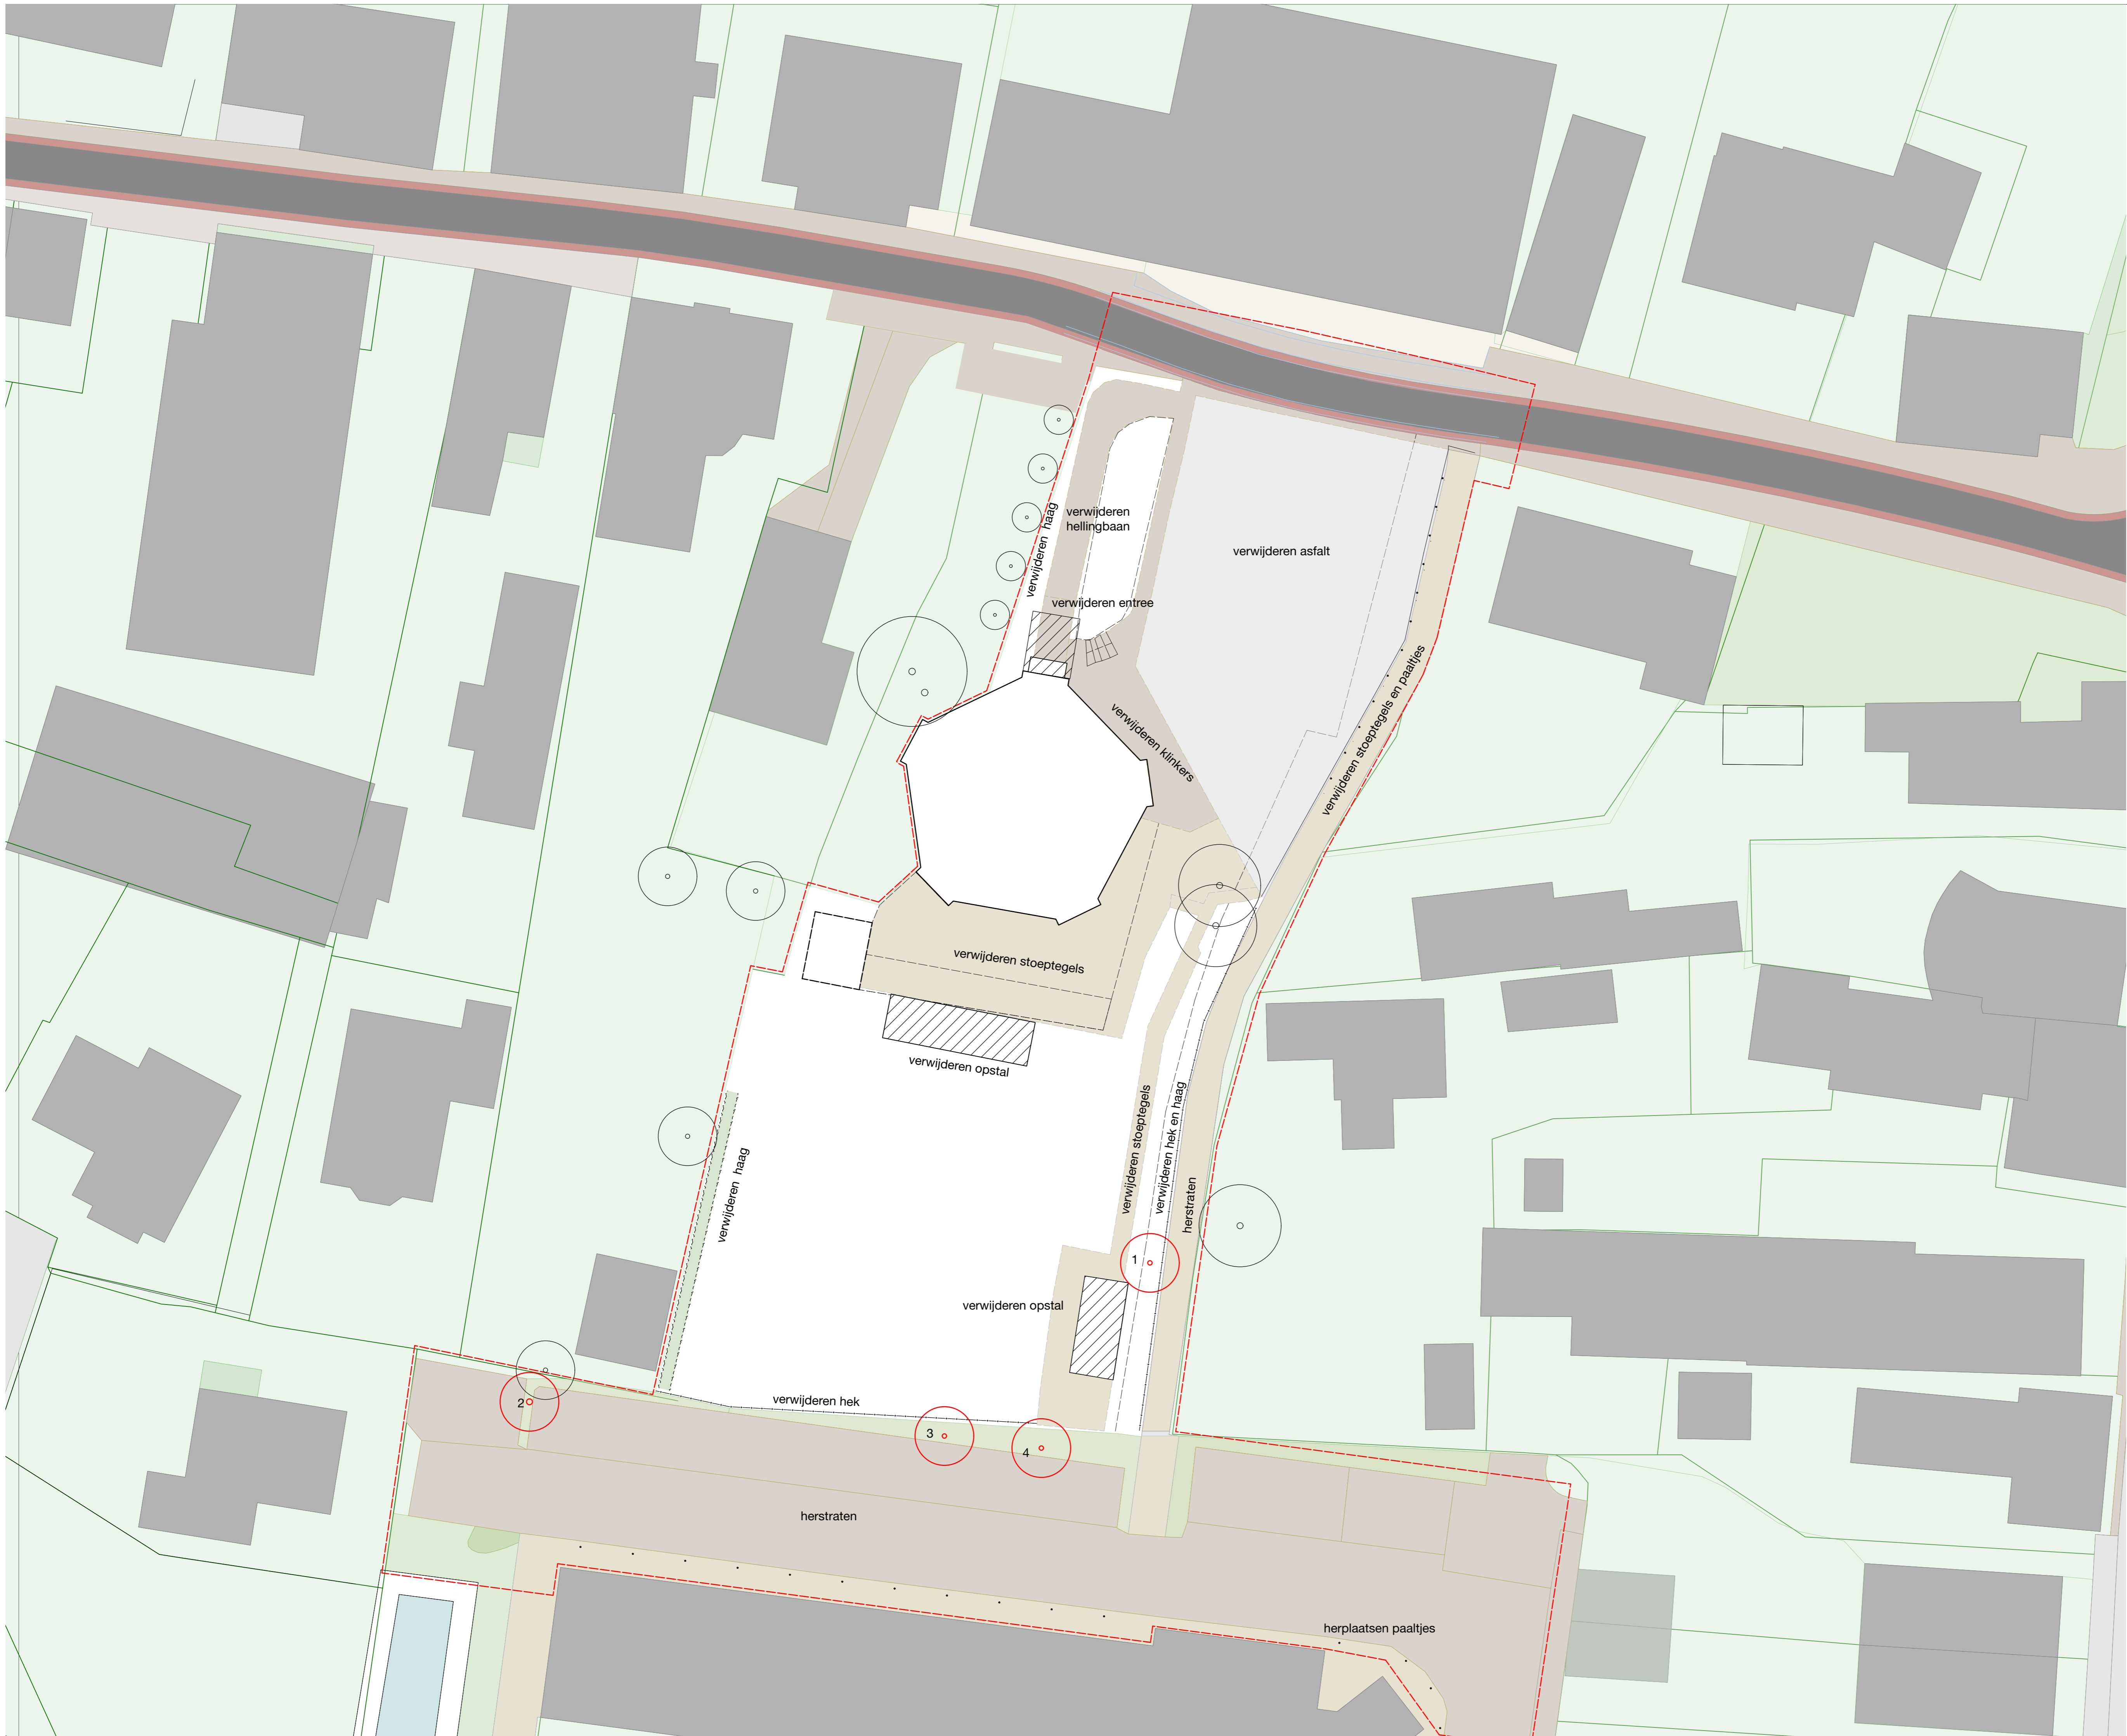 verwijderen haag
verwijderen
hellingbaan
verwijderen asfalt
verwijderen entree
verwijderen klinkers
verwijderen stoeptegels en paaltjes
verwijderen stoeptegels
verwijderen opstal
verwijderen stoeptegels
verwijderen hek en haag
verwijderen haag
herstraten
1
verwijderen opstal
verwijderen hek
2
3
4
herstraten
herplaatsen paaltjes